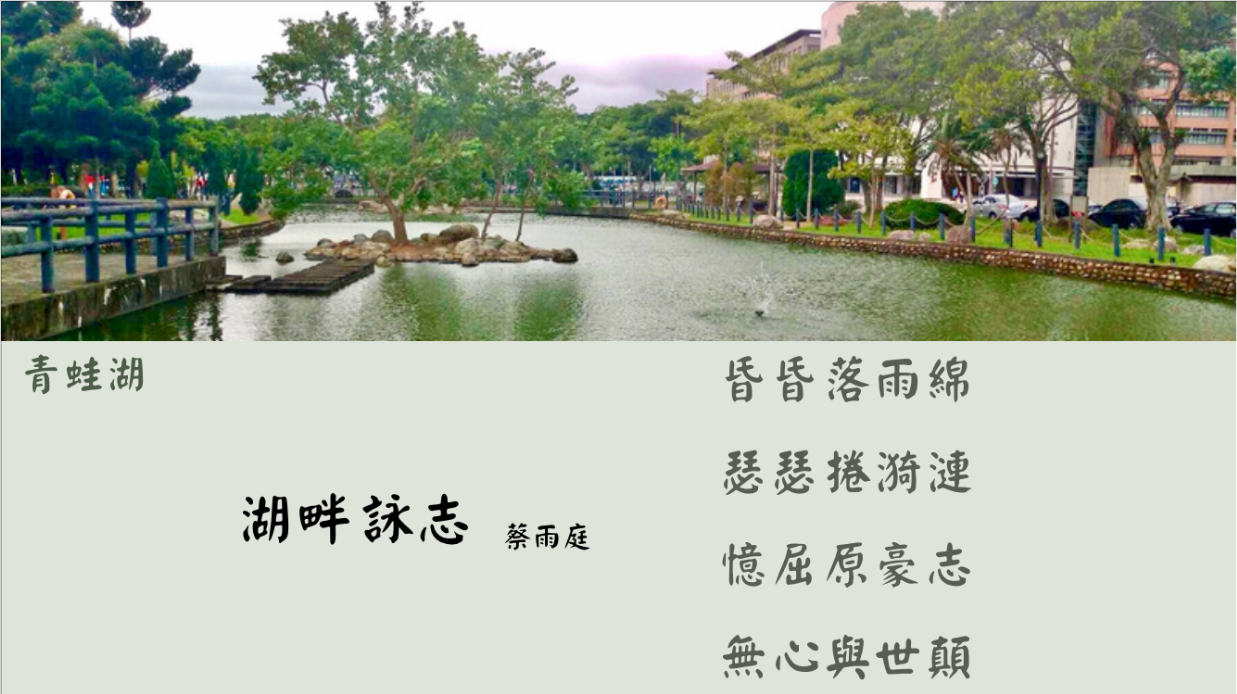 青蛙湖
湖畔詠志 蔡雨庭
昏昏落雨綿
瑟瑟捲漪漣
憶屈原豪志
無心與世顛